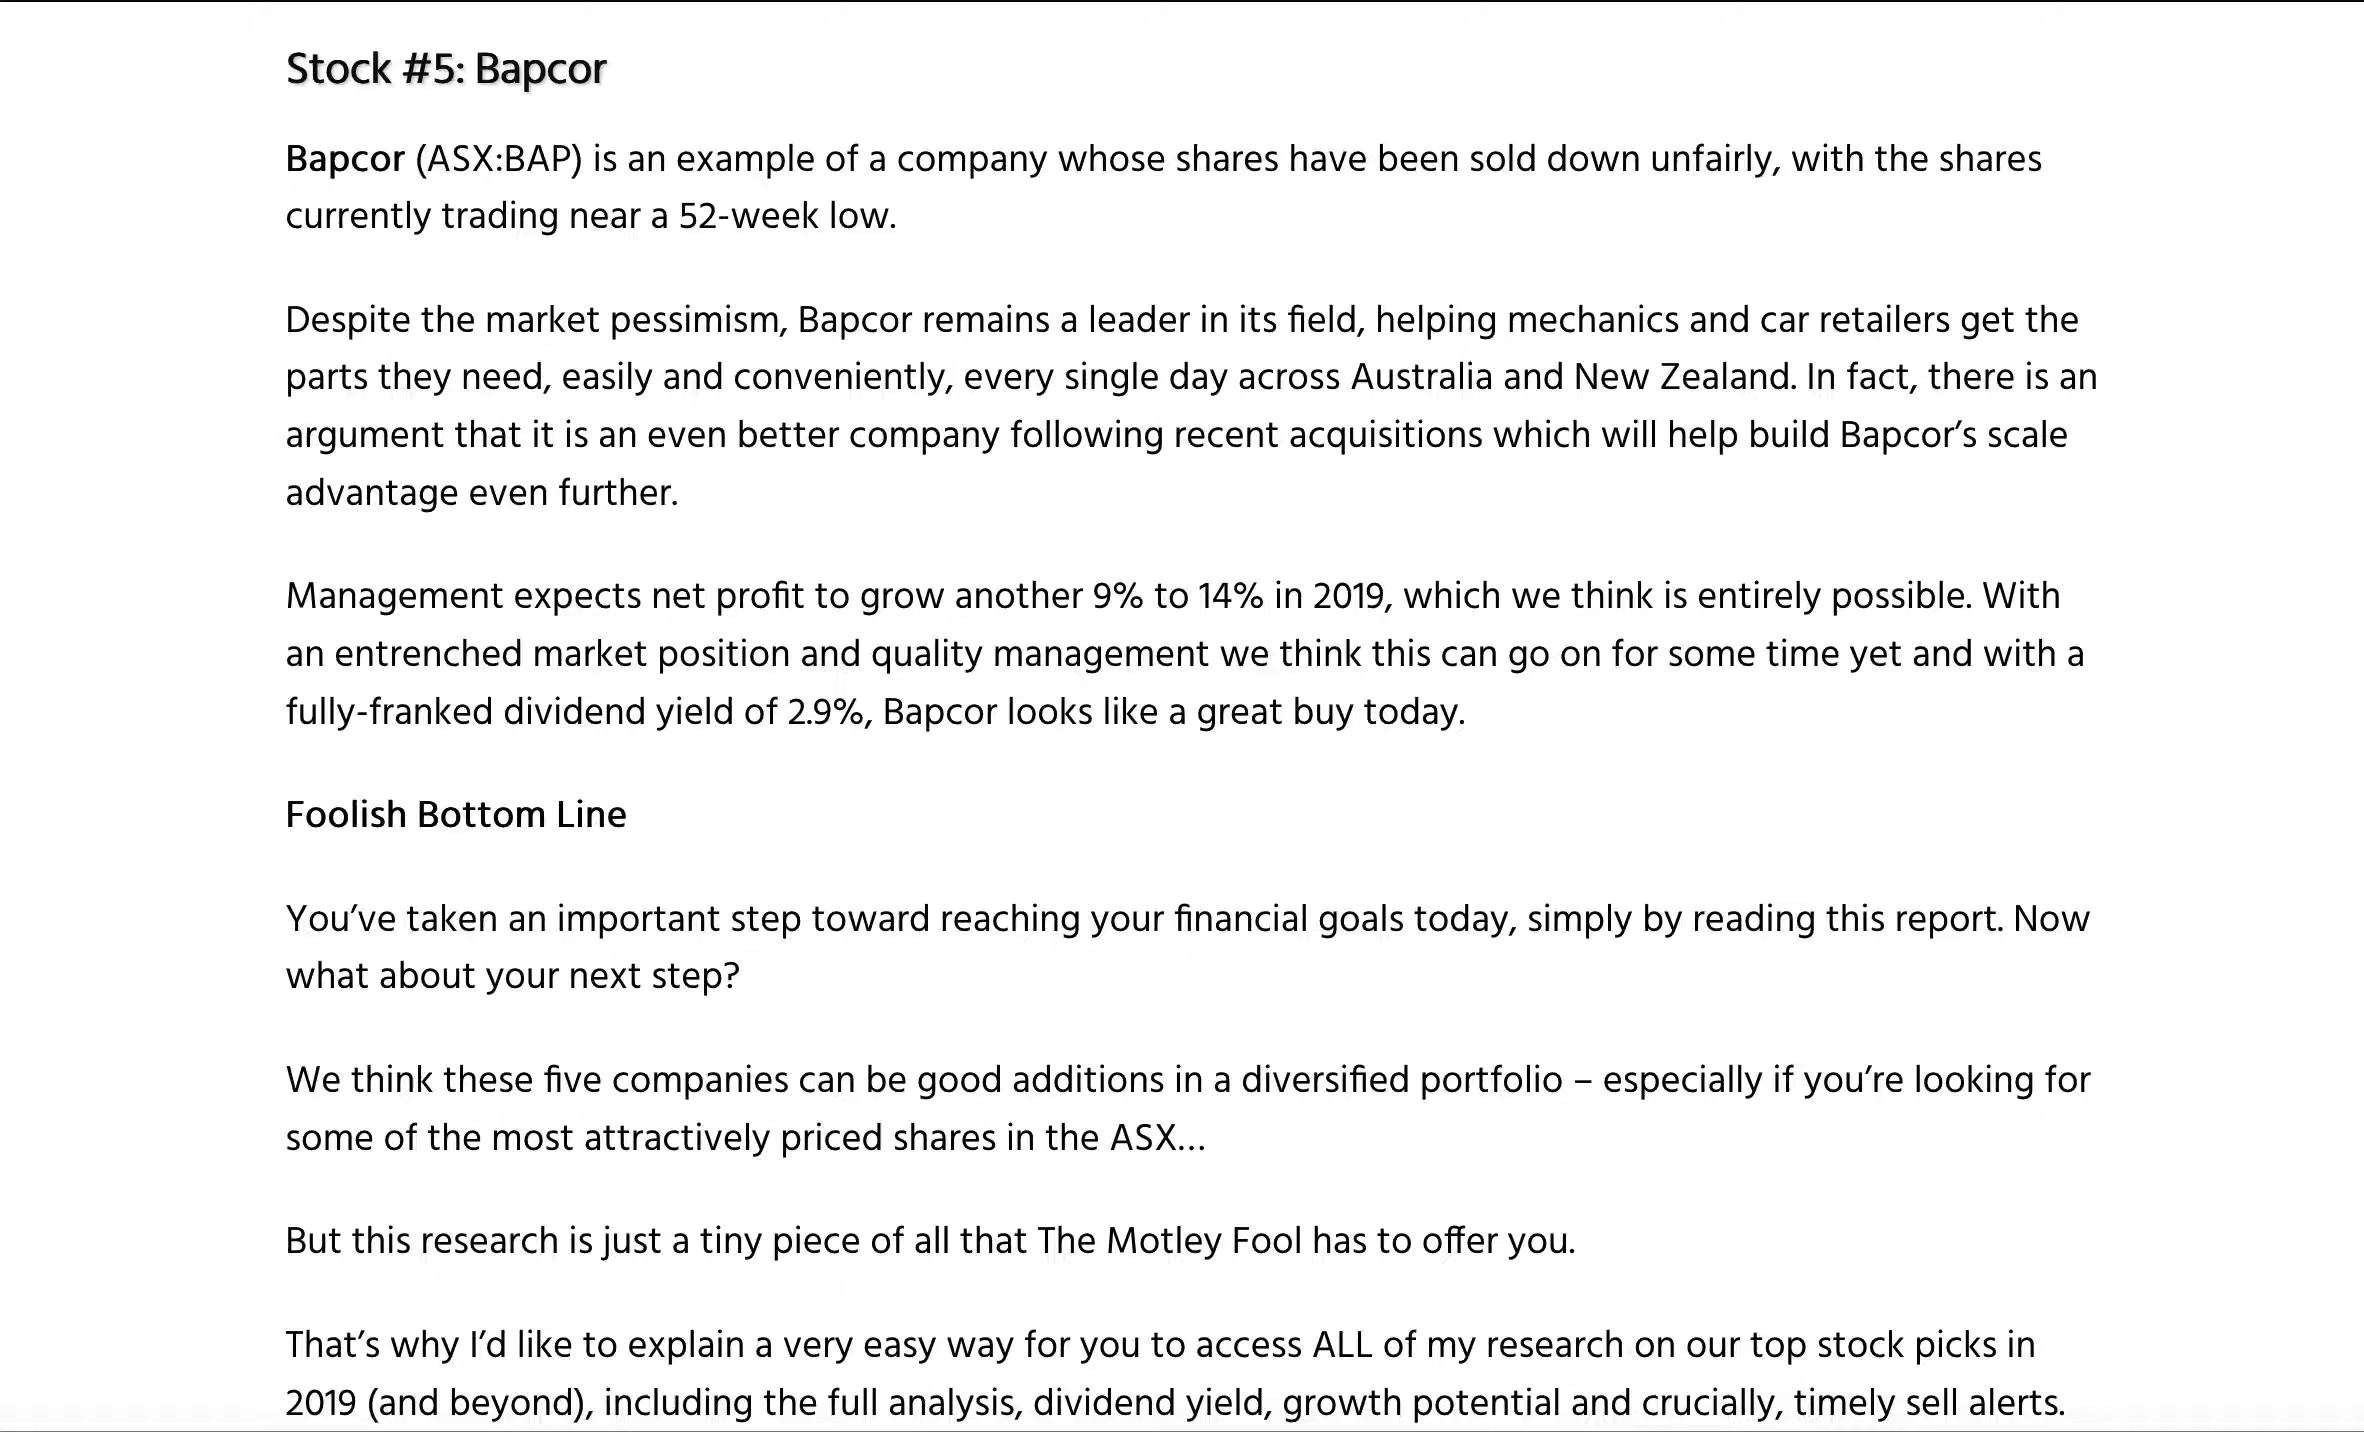 Stock #5: Bapcor
Bapcor (ASX:BAP) is an example of a company whose shares have been sold down unfairly, with the shares
currently trading near a 52-week low.
Despite the market pessimism, Bapcor remains a leader in its field, helping mechanics and car retailers get the
parts they need, easily and conveniently, every single day across Australia and New Zealand. In fact, there is an
argument that it is an even better company following recent acquisitions which will help build Bapcor’s scale
advantage even further.
Management expects net profit to grow another 9% to 14% in 2019, which we think is entirely possible. With
an entrenched market position and quality management we think this can go on for some time yet and with a
fully-franked dividend yield of 2.9%, Bapcor looks like a great buy today.
Foolish Bottom Line
You’ve taken an important step toward reaching your financial goals today, simply by reading this report. Now
what about your next step?
We think these five companies can be good additions in a diversified portfolio – especially if you’re looking for
some of the most attractively priced shares in the ASX…
But this research is just a tiny piece of all that The Motley Fool has to offer you.
That’s why I’d like to explain a very easy way for you to access ALL of my research on our top stock picks in
2019 (and beyond), including the full analysis, dividend yield, growth potential and crucially, timely sell alerts.